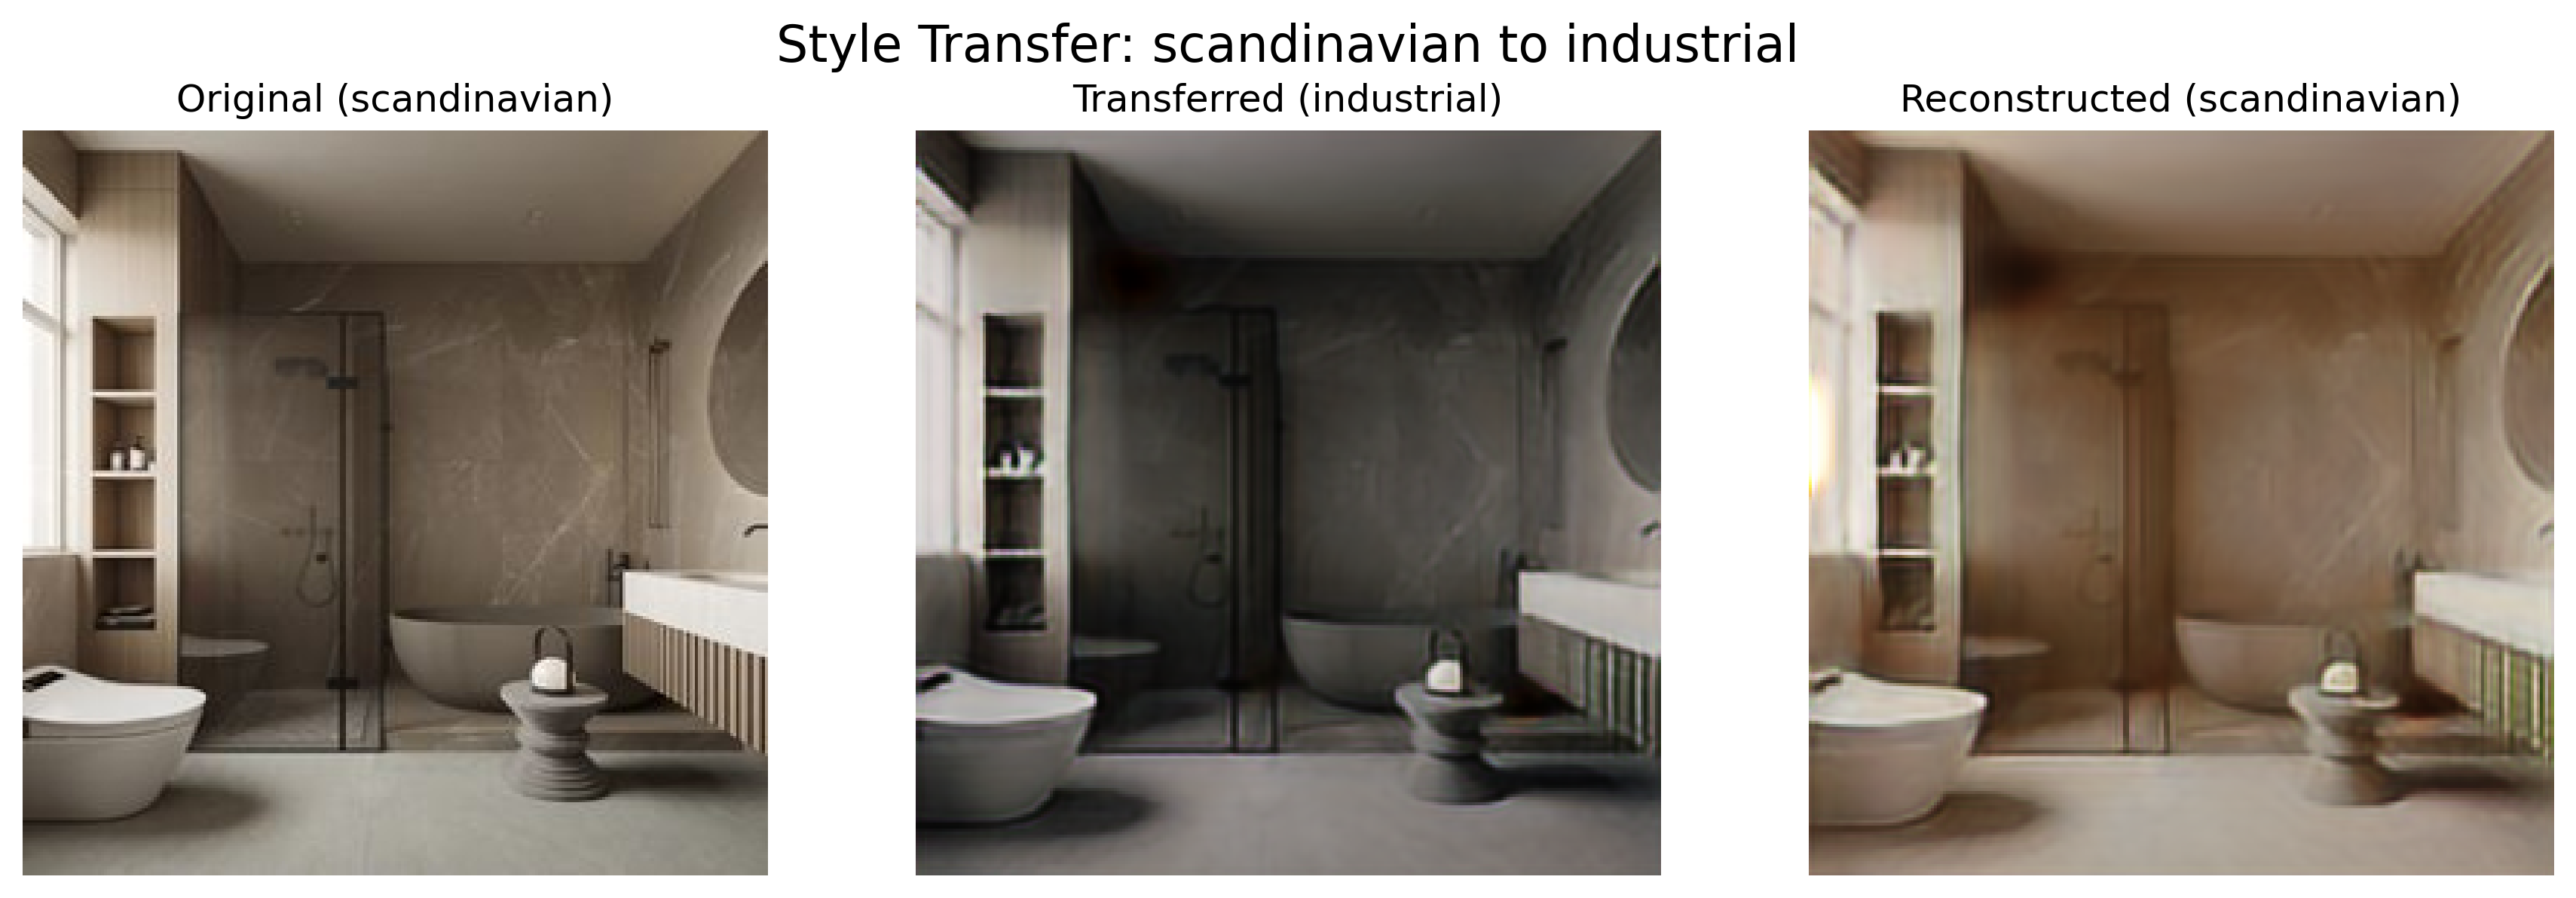 Style Transfer: scandinavian to industrial
Original (scandinavian)
Transferred (industrial)
Reconstructed (scandinavian)